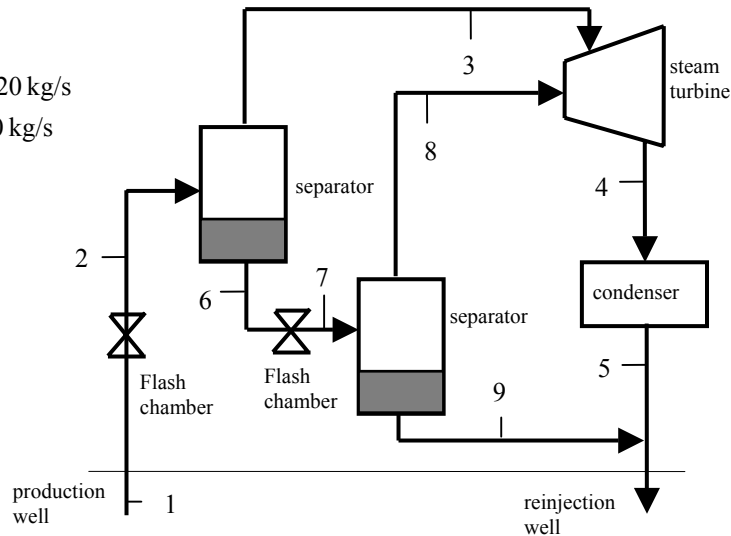 3
steam
turbine
20 kg/s
0 kg/s
8
separator
4
2
6
7
condenser
separator
Flash
chamber
Flash
chamber
5
9
production
well
1
reinjection
well